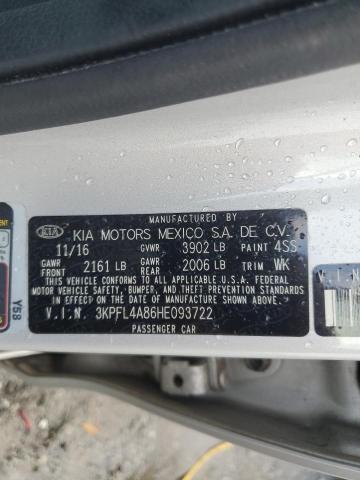 MANUFACTURED BY
KIA KIA MOTORS MEXICO S.A. DE C.V.
11/16 GVWR 3902 LB PAINT 4SS
GAWR FRONT 2161 LB GAWR REAR 2006 LB TRIM WK
THIS VEHICLE CONFORMS TO ALL APPLICABLE U.S.A. FEDERAL
MOTOR VEHICLE SAFETY, BUMPER, AND THEFT PREVENTION STANDARDS
IN EFFECT ON THE DATE OF MANUFACTURE SHOWN ABOVE.
V.I.N. 3KPFL4A86HE093722
PASSENGER CAR
Y58